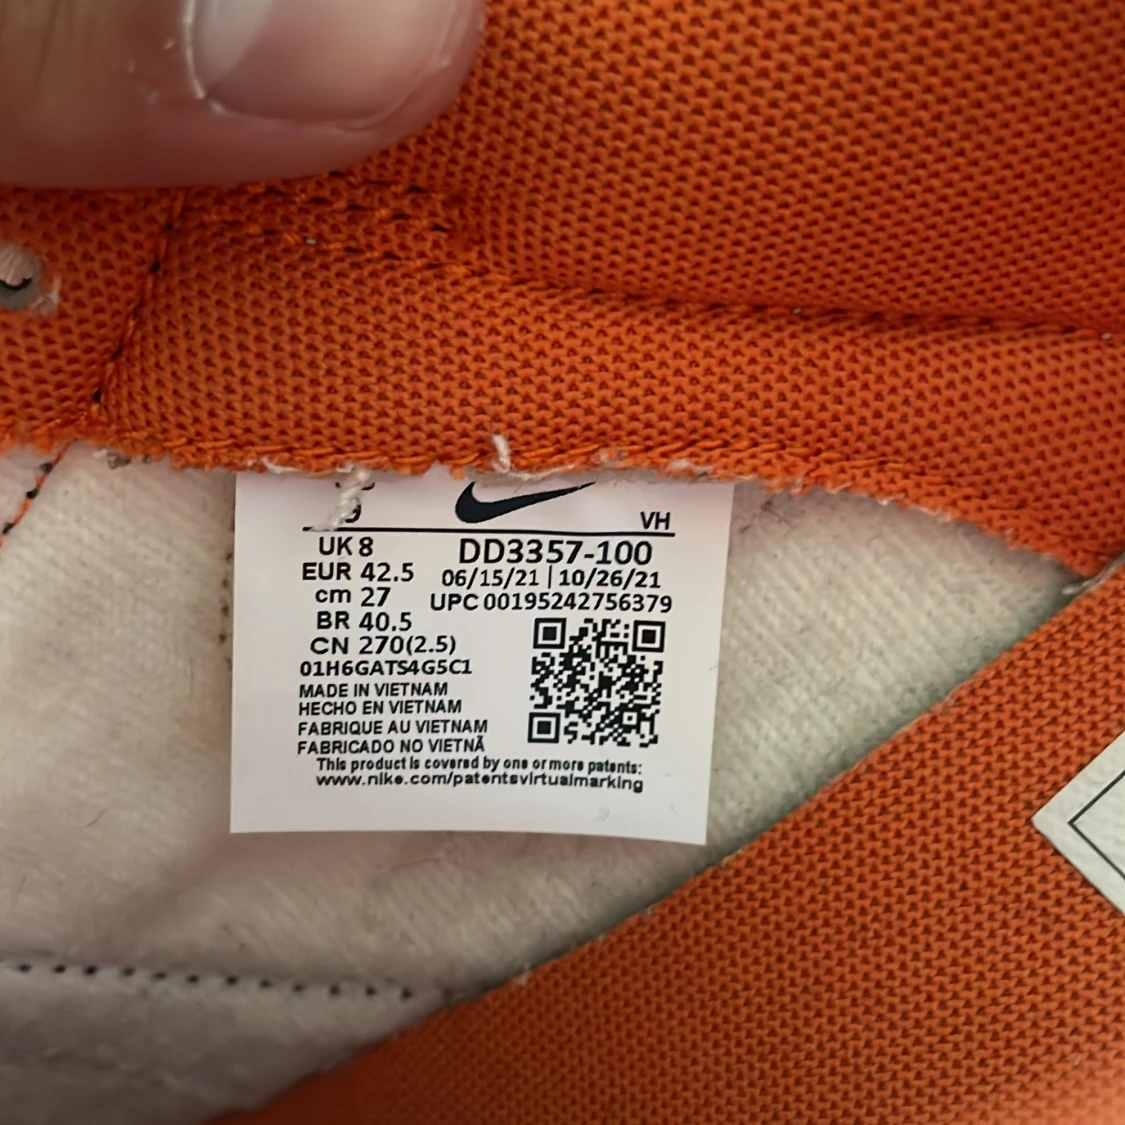 9
VH
UK 8
DD3357-100
EUR 42.5
06/15/21 | 10/26/21
cm 27
UPC 00195242756379
BR 40.5
CN 270(2.5)
01H6GATS4G5C1
MADE IN VIETNAM
HECHO EN VIETNAM
FABRIQUE AU VIETNAM
FABRICADO NO VIETNÃ
This product is covered by one or more patents:
www.nike.com/patentsvirtualmarking